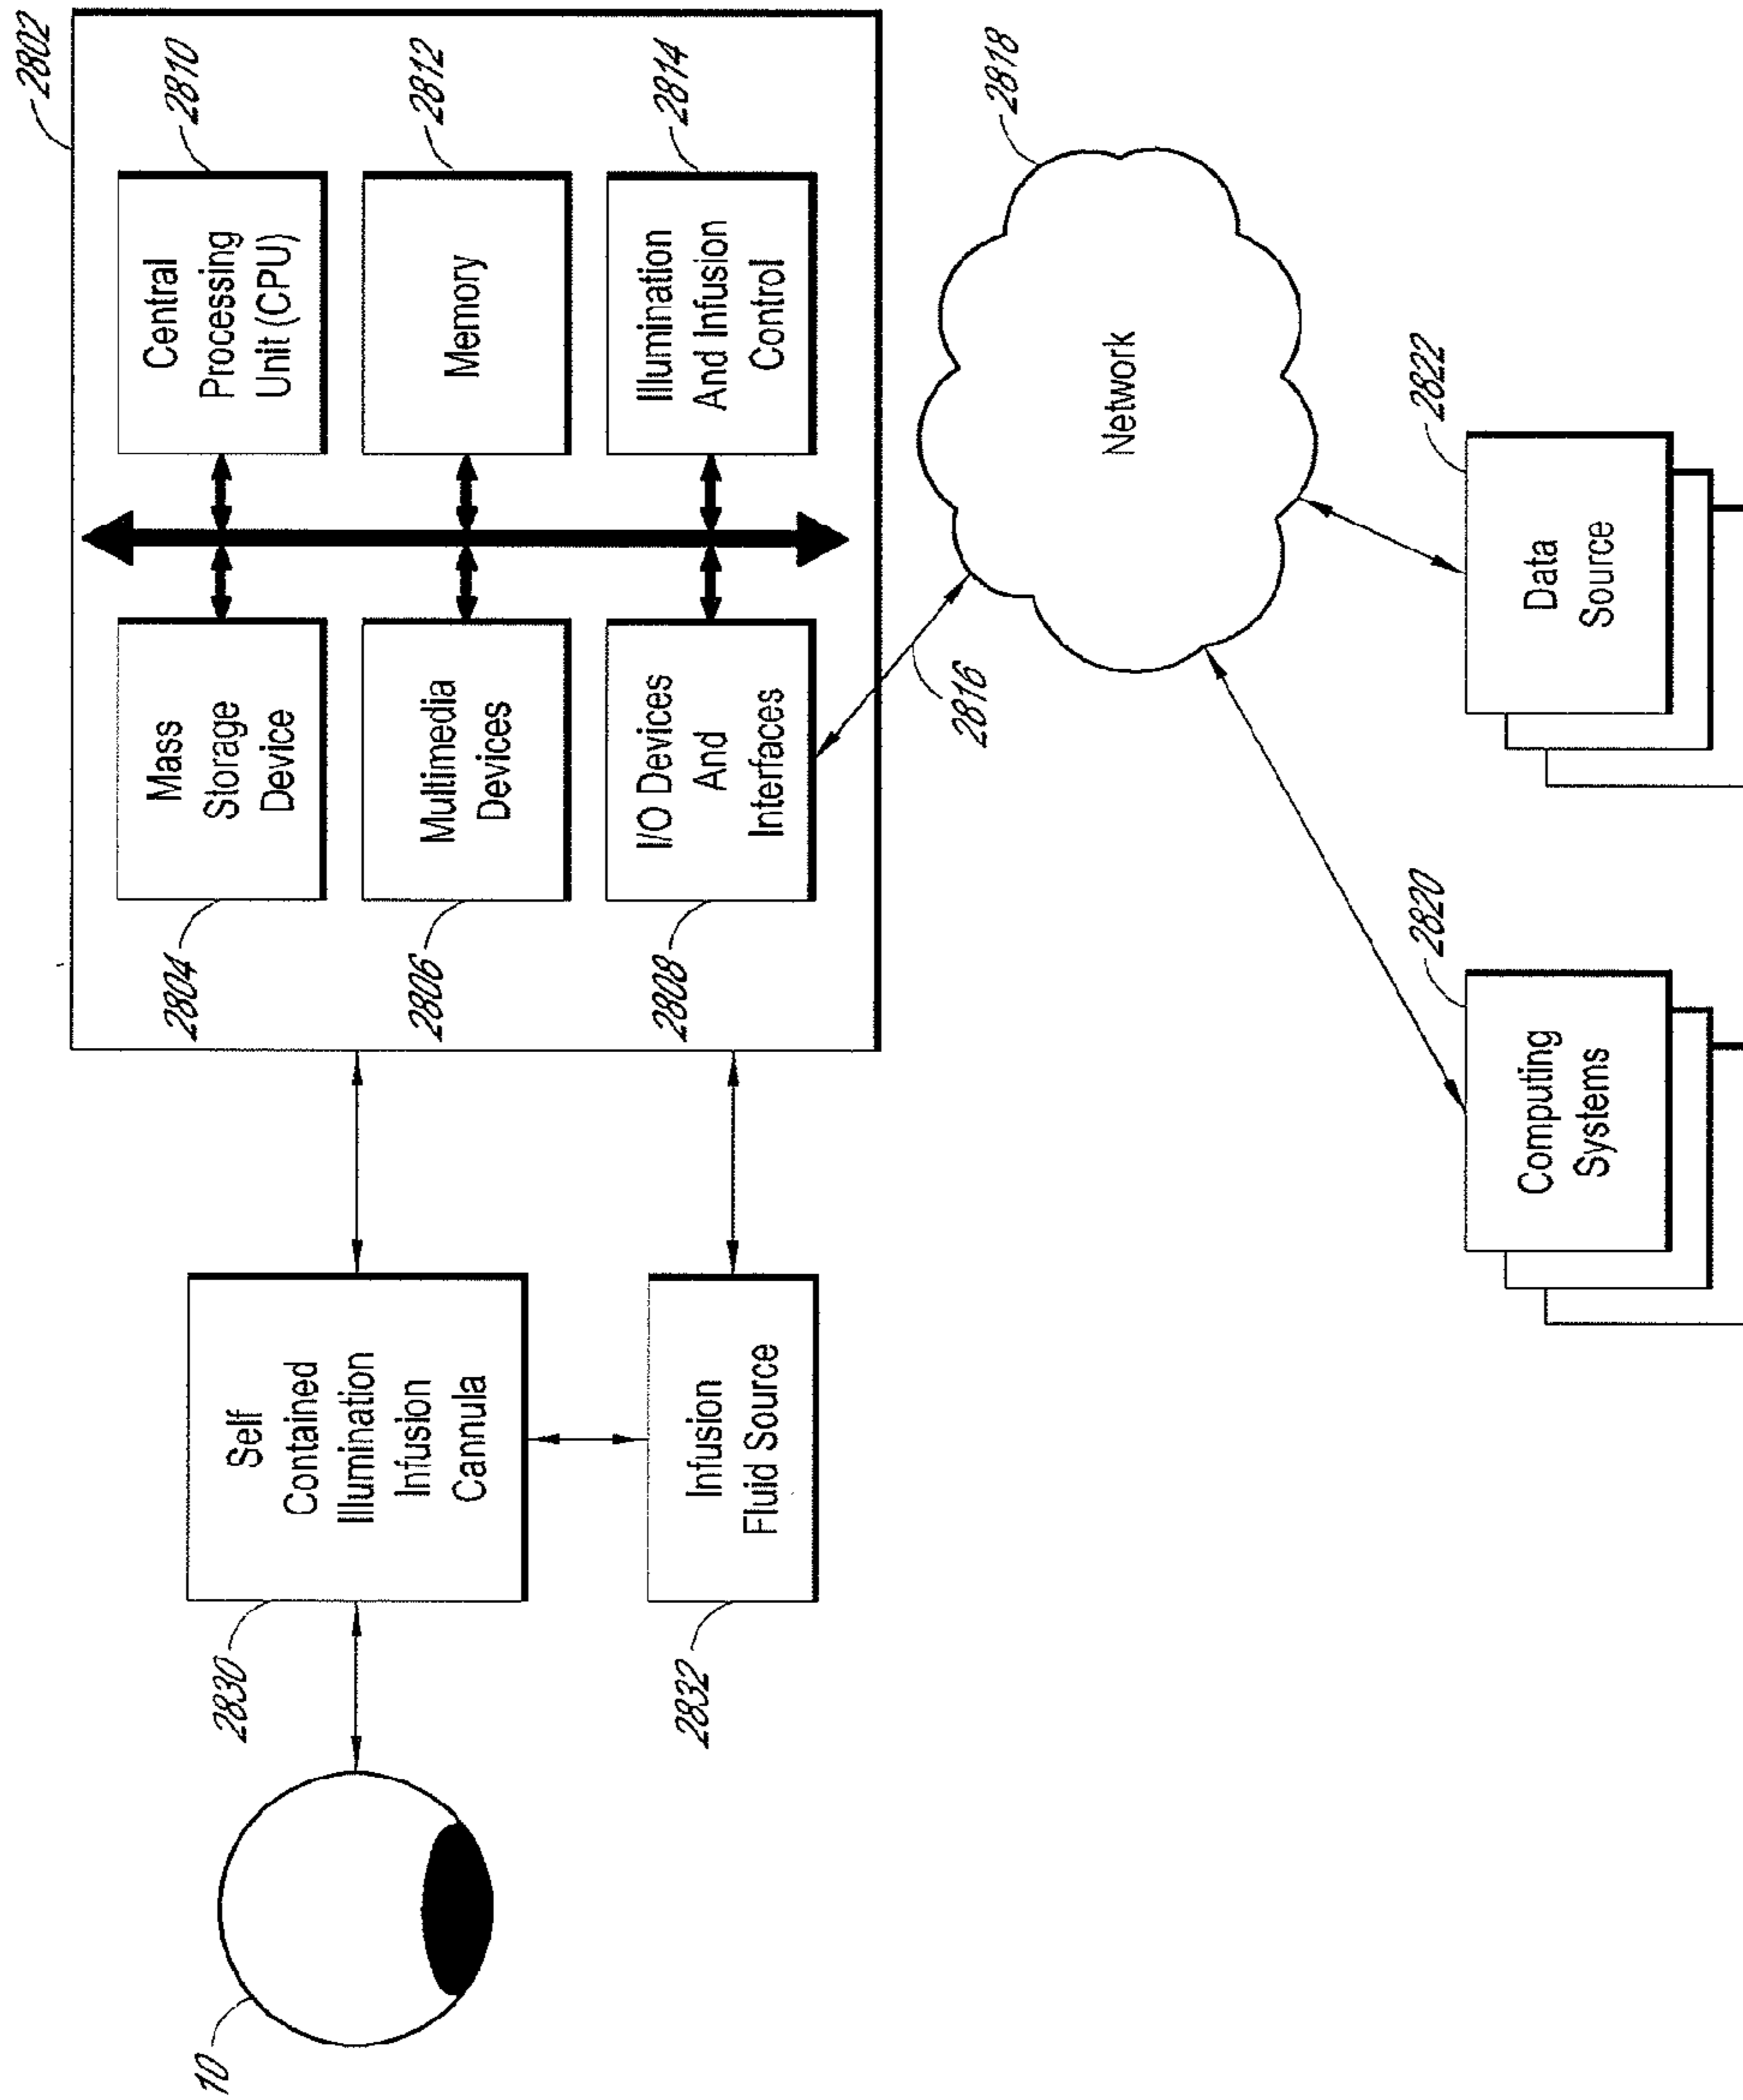 2802
Mass
Storage
Device
2804
Central
Processing
Unit (CPU)
2810
Multimedia
Devices
2806
Memory
2812
I/O Devices
And
Interfaces
2808
Illumination
And Infusion
Control
2814
10
Self
Contained
Illumination
Infusion
Cannula
2830
Infusion
Fluid Source
2832
2816
Network
2818
Computing
Systems
2820
Data
Source
2822